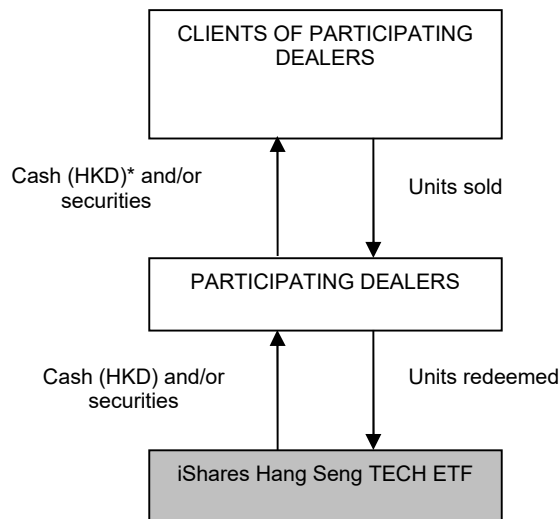 CLIENTS OF PARTICIPATING
DEALERS
Cash (HKD)* and/or
securities
Units sold
PARTICIPATING DEALERS
Cash (HKD) and/or
securities
Units redeemed
iShares Hang Seng TECH ETF